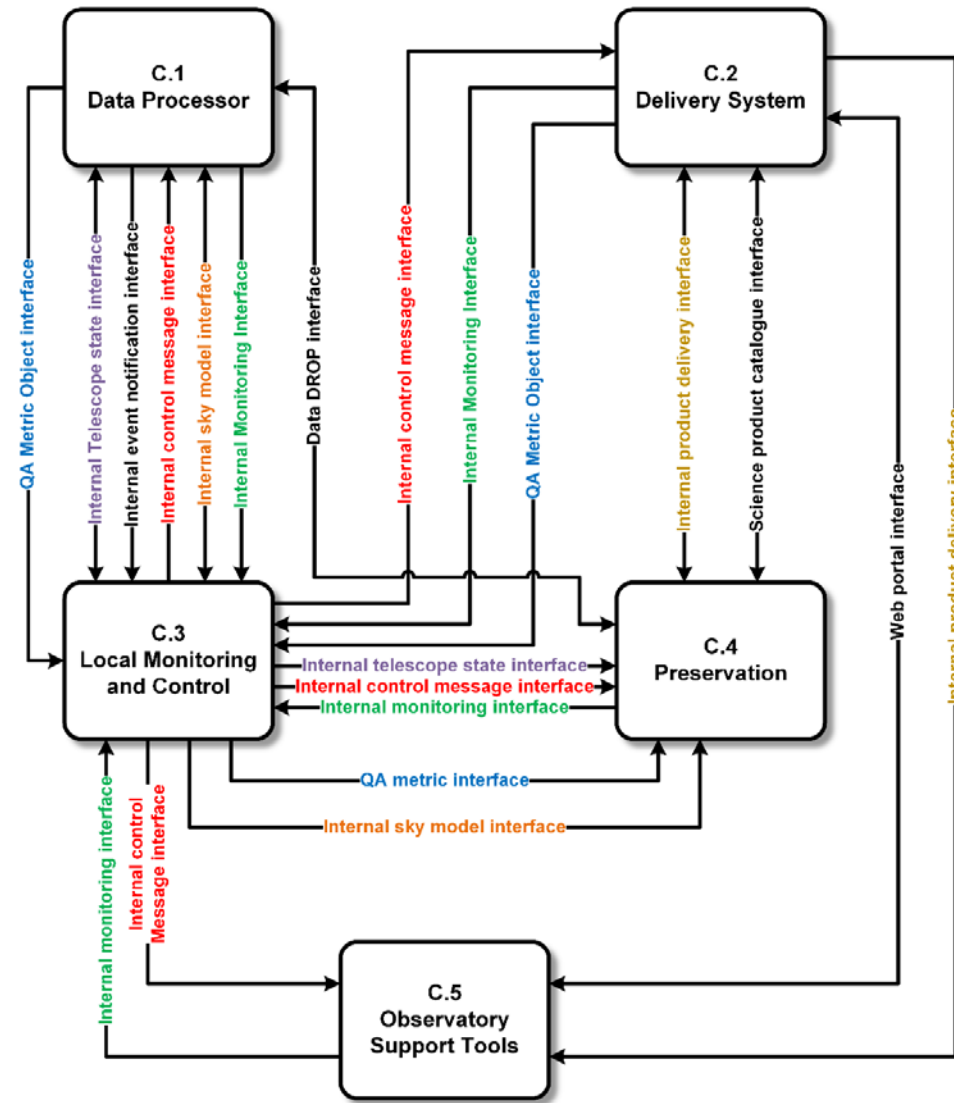 C.1
Data Processor
C.2
Delivery System
QA Metric Object interface
Internal Telescope state interface
Internal event notification interface
Internal control message interface
Internal sky model interface
Internal Monitoring Interface
Data DROP interface
Internal control message interface
Internal Monitoring Interface
QA Metric Object interface
Internal product delivery interface
Science product catalogue interface
Web portal interface
Internal product delivery interface
C.3
Local Monitoring
and Control
C.4
Preservation
Internal telescope state interface
Internal control message interface
Internal monitoring interface
QA metric interface
Internal sky model interface
Internal monitoring interface
Internal control
Message interface
C.5
Observatory
Support Tools